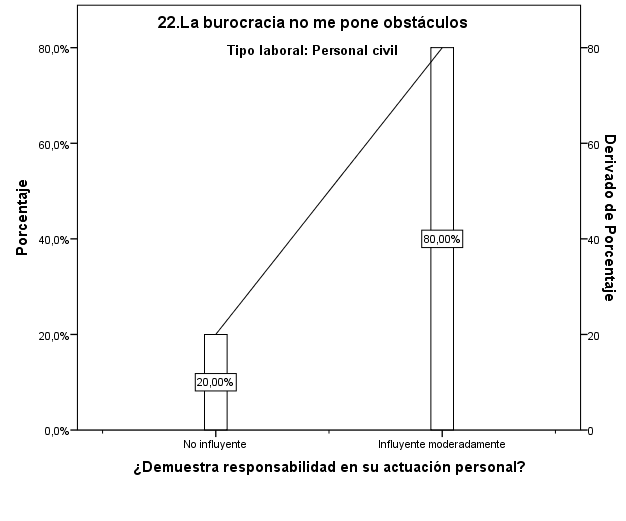 22.La burocracia no me pone obstáculos
Tipo laboral: Personal civil
Porcentaje
80,0%
60,0%
40,0%
20,0%
0,0%
20,00%
80,00%
80
60
40
20
0
Derivado de Porcentaje
No influyente
Influyente moderadamente
¿Demuestra responsabilidad en su actuación personal?